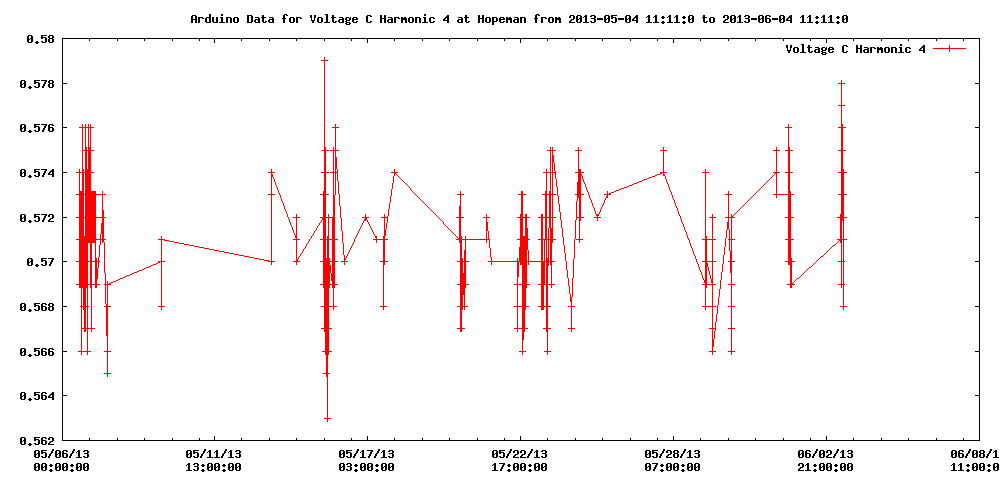 Arduino Data for Voltage C Harmonic 4 at Hopeman from 2013-05-04 11:11:0 to 2013-06-04 11:11:0
Voltage C Harmonic 4
0.58
0.578
0.576
0.574
0.572
0.57
0.568
0.566
0.564
0.562
05/06/13 05/11/13 05/17/13 05/22/13 05/28/13 06/02/13 06/08/1
00:00:00 13:00:00 03:00:00 17:00:00 07:00:00 21:00:00 11:00:0